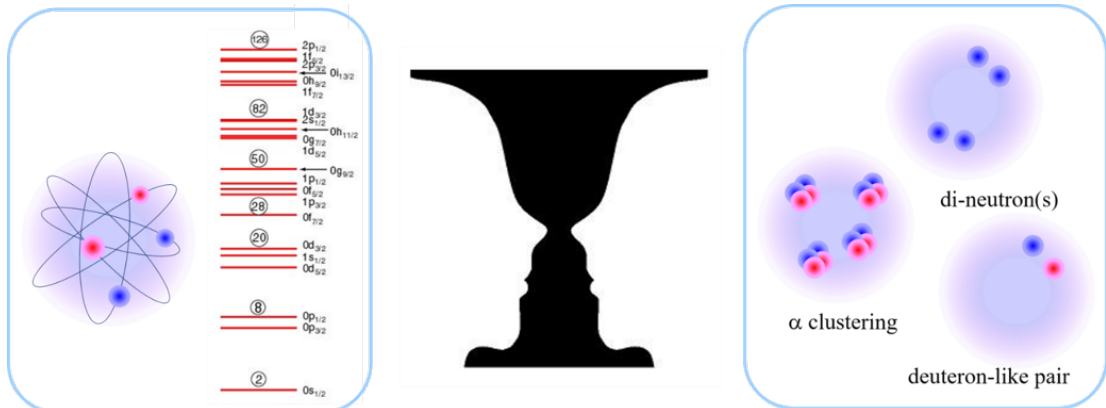 126
2p1/2
1f5/2
2p3/2
0i13/2
0h9/2
1f7/2
82
1d3/2
2s1/2
0h11/2
0g7/2
1d5/2
50
0g9/2
1p1/2
0f5/2
1p3/2
28
0f7/2
20
0d3/2
1s1/2
0d5/2
8
0p1/2
0p3/2
2
0s1/2
di-neutron(s)
α clustering
deuteron-like pair